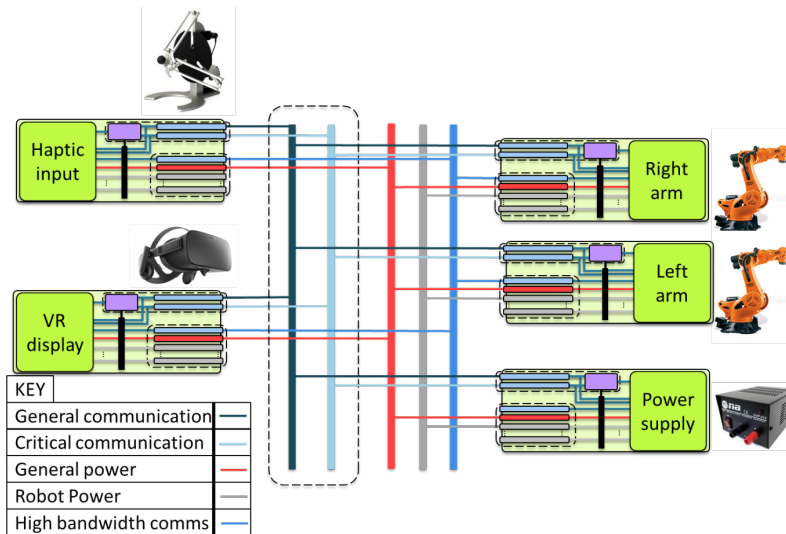 Haptic
input
Right
arm
Left
arm
VR
display
Power
supply
na
KEY
General communication
Critical communication
General power
Robot Power
High bandwidth comms